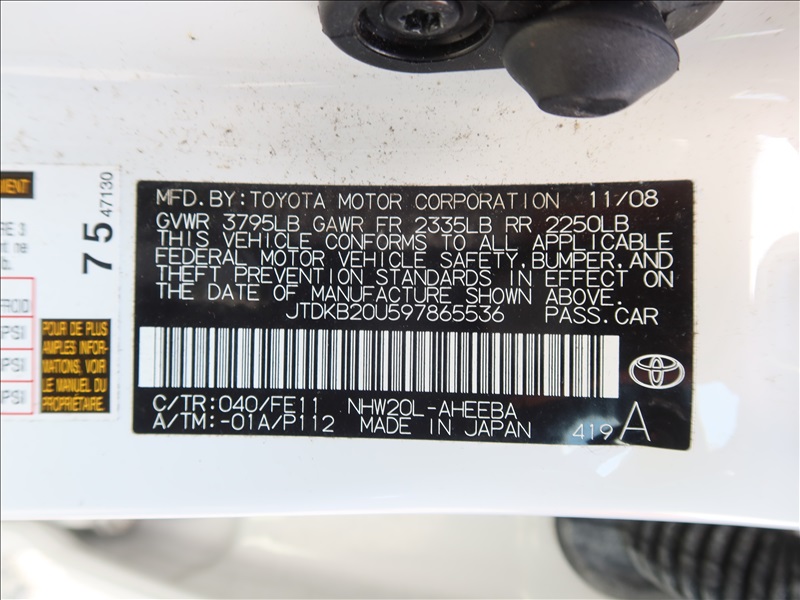 MFD.BY:TOYOTA MOTOR CORPORATION 11/08
GVWR 3795LB GAWR FR 2335LB RR 2250LB
THIS VEHICLE CONFORMS TO ALL APPLICABLE
FEDERAL MOTOR VEHICLE SAFETY,BUMPER,AND
THEFT PREVENTION STANDARDS IN EFFECT ON
THE DATE OF MANUFACTURE SHOWN ABOVE.
JTDKB20U597865536 PASS.CAR
C/TR:040/FE11 NHW20L-AHEEBA
A/TM:-01A/P112 MADE IN JAPAN 419 A
75 47130
POUR DE PLUS
AMPLES INFOR-
MATIONS, VOIR
LE MANUEL DU
PROPRIÉTAIRE